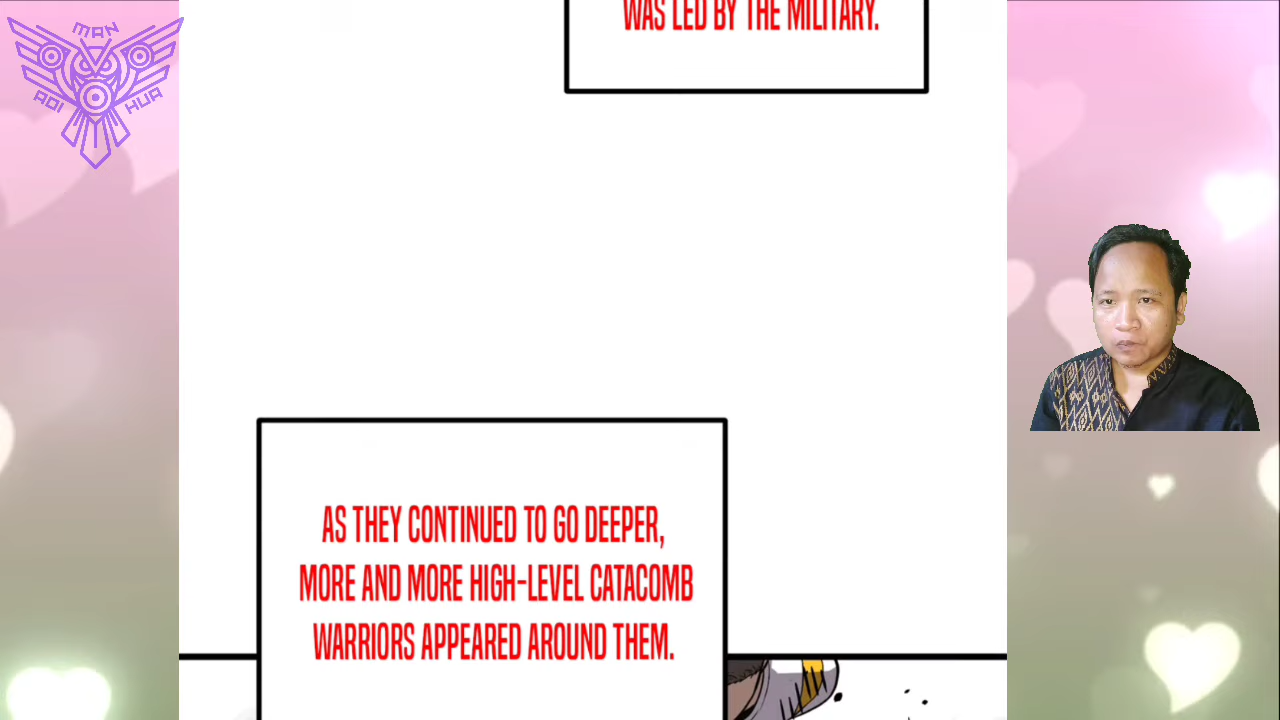 MAN
AOI HUA
WAS LED BY THE MILITARY.
AS THEY CONTINUED TO GO DEEPER,
MORE AND MORE HIGH-LEVEL CATACOMB
WARRIORS APPEARED AROUND THEM.